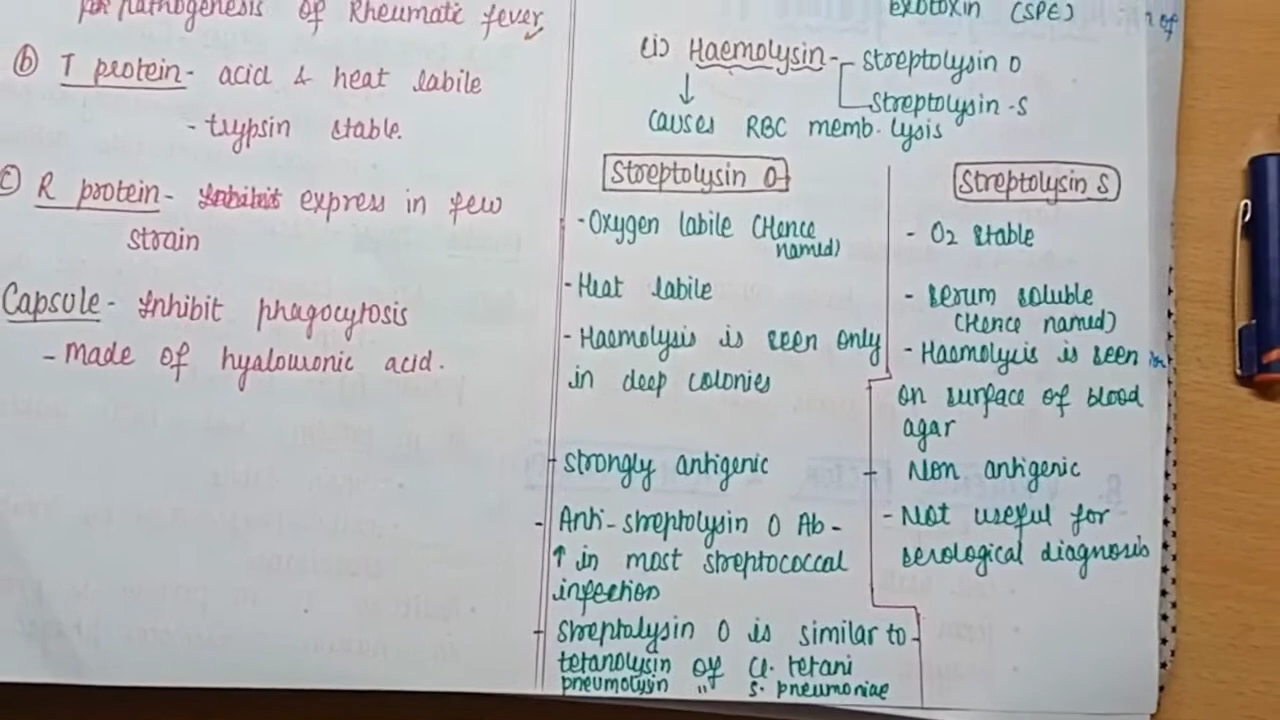 for pathogenesis of Rheumatic fever
(b) T protein- acid & heat labile
- trypsin stable.
(c) R protein- express in few
strain
Capsule- Inhibit phagocytosis
- Made of hyalouronic acid.
exotoxin (SPE)
(i) Haemolysin - Streptolysin O
Streptolysin -S
↓
causes RBC memb. lysis
Streptolysin O
- Oxygen labile (Hence
named)
- Heat labile
- Haemolysis is seen only
in deep colonies
- Strongly antigenic
- Anti-streptolysin O Ab -
↑ in most streptococcal
infection
- Streptolysin O is similar to
tetanolysin of Cl. tetani
pneumolysin " S. pneumoniae
Streptolysin S
- O2 stable
- Serum soluble
(Hence named)
- Haemolysis is seen
on surface of blood
agar
- Non antigenic
- Not useful for
serological diagnosis